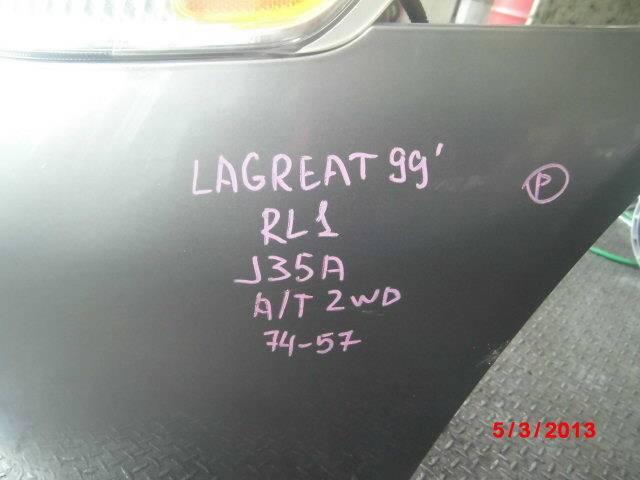 LAGREAT 99'
P
RL1
J35A
A/T 2WD
74-57
5/3/2013